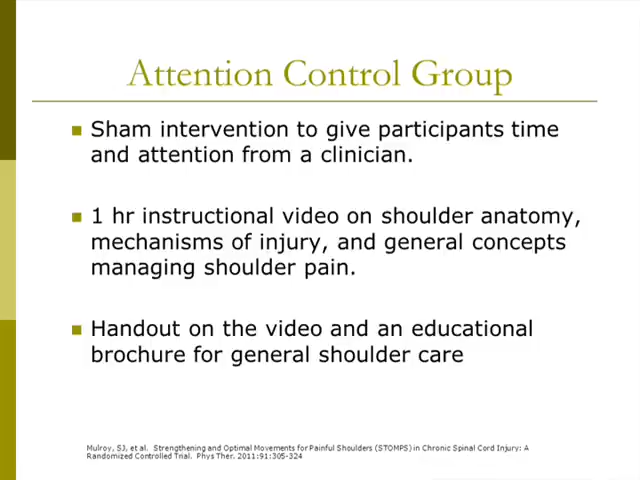 Attention Control Group
Sham intervention to give participants time
and attention from a clinician.
1 hr instructional video on shoulder anatomy,
mechanisms of injury, and general concepts
managing shoulder pain.
Handout on the video and an educational
brochure for general shoulder care
Mulroy, SJ, et al. Strengthening and Optimal Movements for Painful Shoulders (STOMPS) in Chronic Spinal Cord Injury: A
Randomized Controlled Trial. Phys Ther. 2011:91:305-324